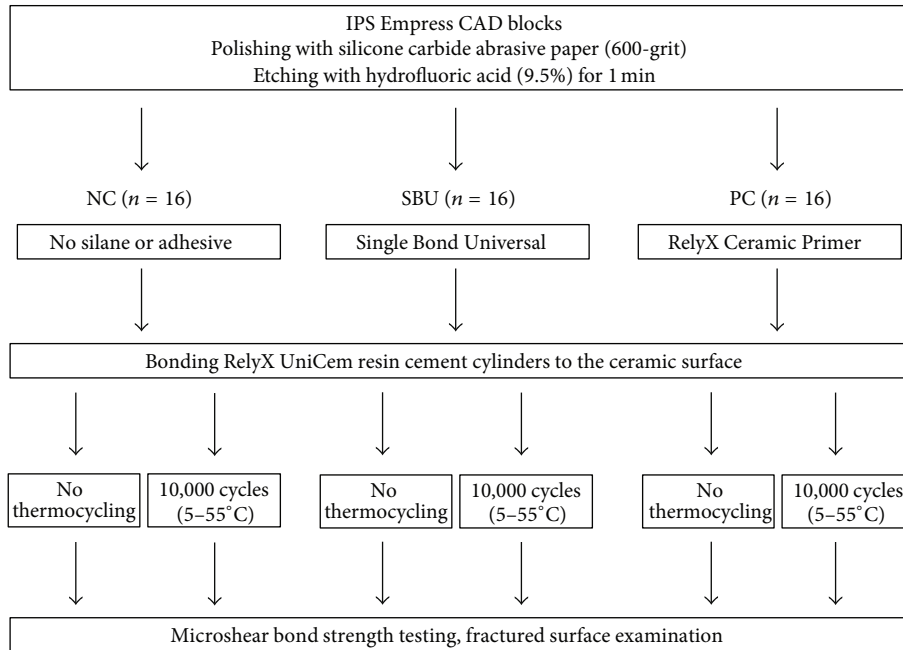 IPS Empress CAD blocks
Polishing with silicone carbide abrasive paper (600-grit)
Etching with hydrofluoric acid (9.5%) for 1 min
NC (n = 16)
SBU (n = 16)
PC (n = 16)
No silane or adhesive
Single Bond Universal
RelyX Ceramic Primer
Bonding RelyX UniCem resin cement cylinders to the ceramic surface
No
thermocycling
10,000 cycles
(5–55°C)
No
thermocycling
10,000 cycles
(5–55°C)
No
thermocycling
10,000 cycles
(5–55°C)
Microshear bond strength testing, fractured surface examination